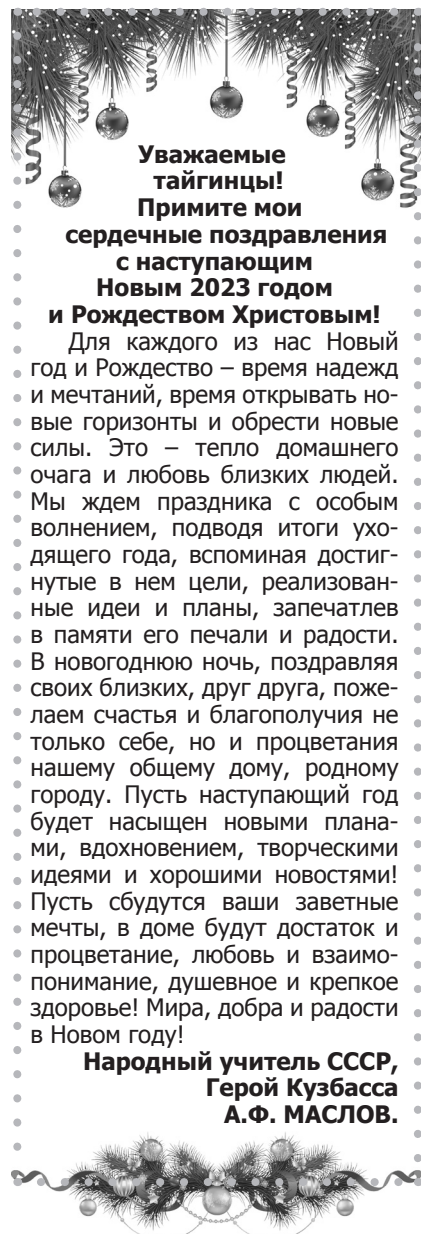 Уважаемые
тайгинцы!
Примите мои
сердечные поздравления
с наступающим
Новым 2023 годом
и Рождеством Христовым!
Для каждого из нас Новый
год и Рождество – время надежд
и мечтаний, время открывать но-
вые горизонты и обрести новые
силы. Это – тепло домашнего
очага и любовь близких людей.
Мы ждем праздника с особым
волнением, подводя итоги ухо-
дящего года, вспоминая достиг-
нутые в нем цели, реализован-
ные идеи и планы, запечатлев
в памяти его печали и радости.
В новогоднюю ночь, поздравляя
своих близких, друг друга, поже-
лаем счастья и благополучия не
только себе, но и процветания
нашему общему дому, родному
городу. Пусть наступающий год
будет насыщен новыми плана-
ми, вдохновением, творческими
идеями и хорошими новостями!
Пусть сбудутся ваши заветные
мечты, в доме будут достаток и
процветание, любовь и взаимо-
понимание, душевное и крепкое
здоровье! Мира, добра и радости
в Новом году!
Народный учитель СССР,
Герой Кузбасса
А.Ф. МАСЛОВ.